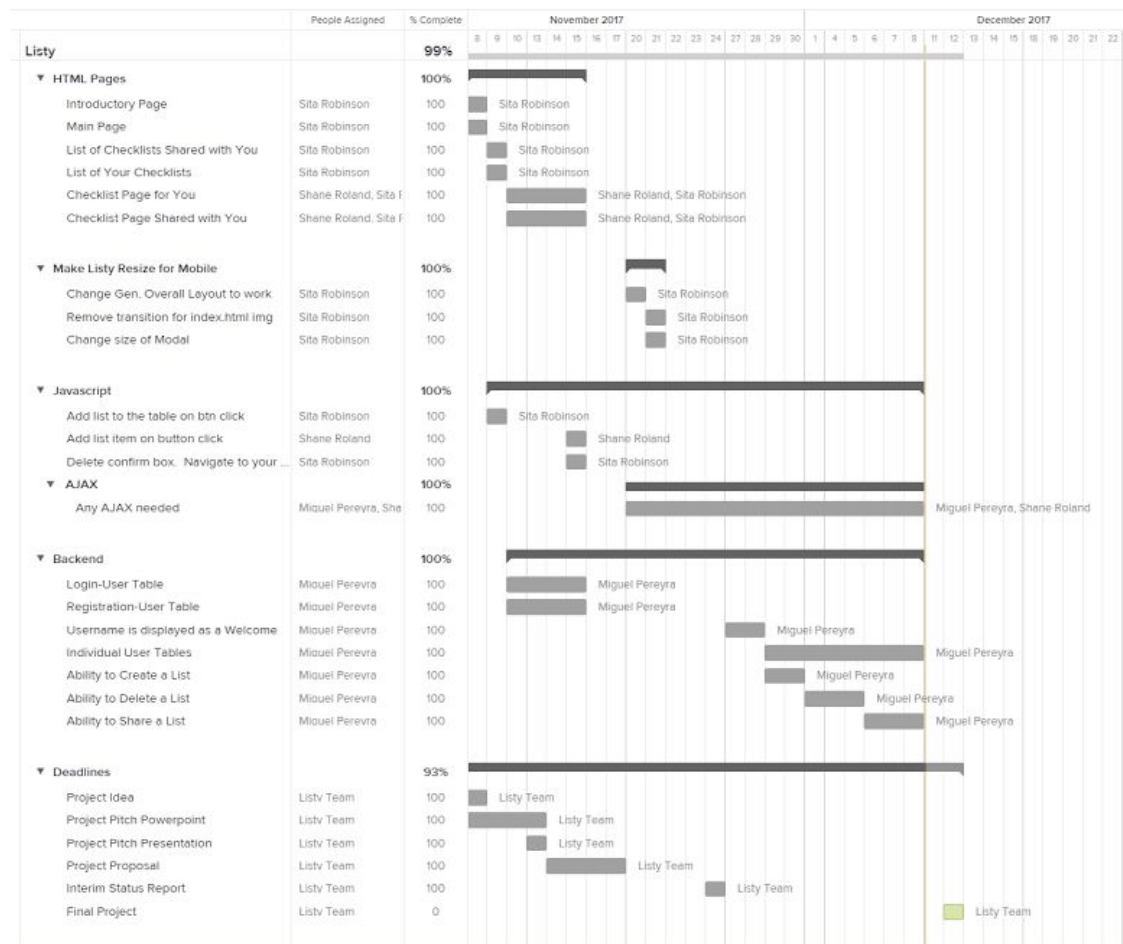 People Assigned % Complete November 2017 December 2017
8 9 10 13 14 15 16 17 20 21 22 23 24 27 28 29 30 1 4 5 6 7 8 11 12 13 14 15 18 19 20 21 22
Listy 99%
HTML Pages 100%
Introductory Page Sita Robinson 100 Sita Robinson
Main Page Sita Robinson 100 Sita Robinson
List of Checklists Shared with You Sita Robinson 100 Sita Robinson
List of Your Checklists Sita Robinson 100 Sita Robinson
Checklist Page for You Shane Roland, Sita 100 Shane Roland, Sita Robinson
Checklist Page Shared with You Shane Roland, Sita 100 Shane Roland, Sita Robinson
Make Listy Resize for Mobile 100%
Change Gen. Overall Layout to work Sita Robinson 100 Sita Robinson
Remove transition for index.html img Sita Robinson 100 Sita Robinson
Change size of Modal Sita Robinson 100 Sita Robinson
Javascript 100%
Add list to the table on btn click Sita Robinson 100 Sita Robinson
Add list item on button click Shane Roland 100 Shane Roland
Delete confirm box. Navigate to your ... Sita Robinson 100 Sita Robinson
AJAX 100%
Any AJAX needed Miguel Pereyra, Sha 100 Miguel Pereyra, Shane Roland
Backend 100%
Login-User Table Miguel Pereyra 100 Miguel Pereyra
Registration-User Table Miguel Pereyra 100 Miguel Pereyra
Username is displayed as a Welcome Miguel Pereyra 100 Miguel Pereyra
Individual User Tables Miguel Pereyra 100 Miguel Pereyra
Ability to Create a List Miguel Pereyra 100 Miguel Pereyra
Ability to Delete a List Miguel Pereyra 100 Miguel Pereyra
Ability to Share a List Miguel Pereyra 100 Miguel Pereyra
Deadlines 93%
Project Idea Listy Team 100 Listy Team
Project Pitch Powerpoint Listy Team 100 Listy Team
Project Pitch Presentation Listy Team 100 Listy Team
Project Proposal Listy Team 100 Listy Team
Interim Status Report Listy Team 100 Listy Team
Final Project Listy Team 0 Listy Team